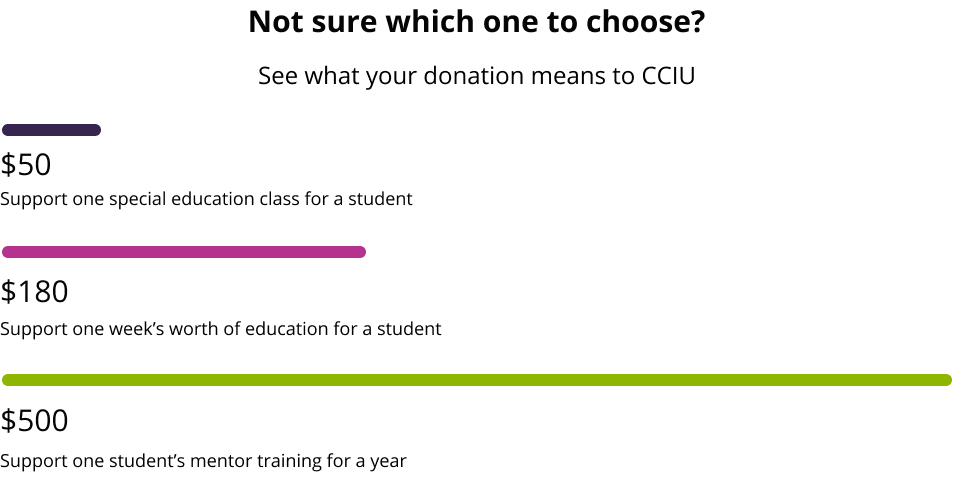 Not sure which one to choose?
See what your donation means to CCIU
$50
Support one special education class for a student
$180
Support one week’s worth of education for a student
$500
Support one student’s mentor training for a year